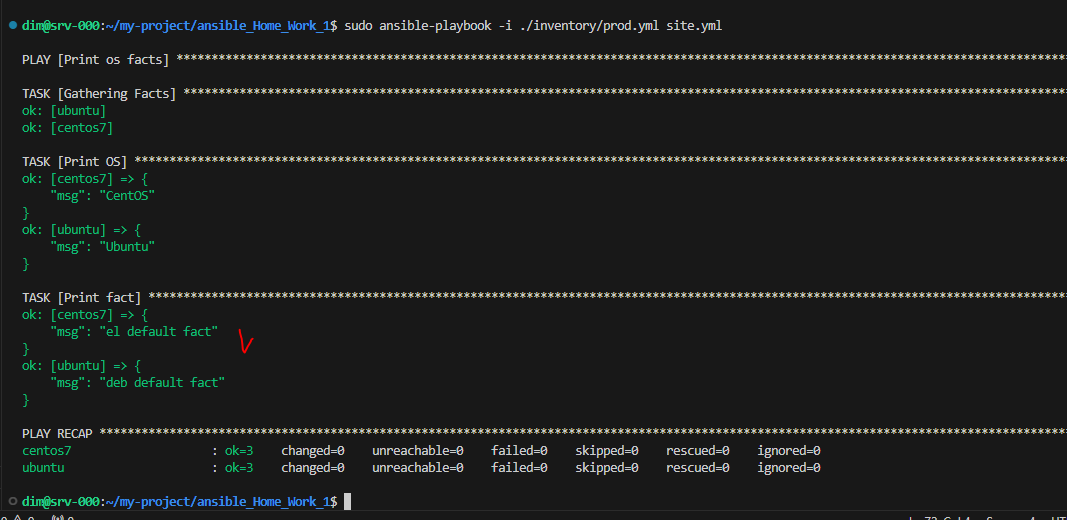 dim@srv-000:~/my-project/ansible_Home_Work_1$ sudo ansible-playbook -i ./inventory/prod.yml site.yml
PLAY [Print os facts] *******************************************************************************************************************************
TASK [Gathering Facts] ******************************************************************************************************************************
ok: [ubuntu]
ok: [centos7]
TASK [Print OS] *************************************************************************************************************************************
ok: [centos7] => {
    "msg": "CentOS"
}
ok: [ubuntu] => {
    "msg": "Ubuntu"
}
TASK [Print fact] ***********************************************************************************************************************************
ok: [centos7] => {
    "msg": "el default fact"
}
ok: [ubuntu] => {
    "msg": "deb default fact"
}
PLAY RECAP ******************************************************************************************************************************************
centos7                    : ok=3    changed=0    unreachable=0    failed=0    skipped=0    rescued=0    ignored=0
ubuntu                     : ok=3    changed=0    unreachable=0    failed=0    skipped=0    rescued=0    ignored=0
dim@srv-000:~/my-project/ansible_Home_Work_1$